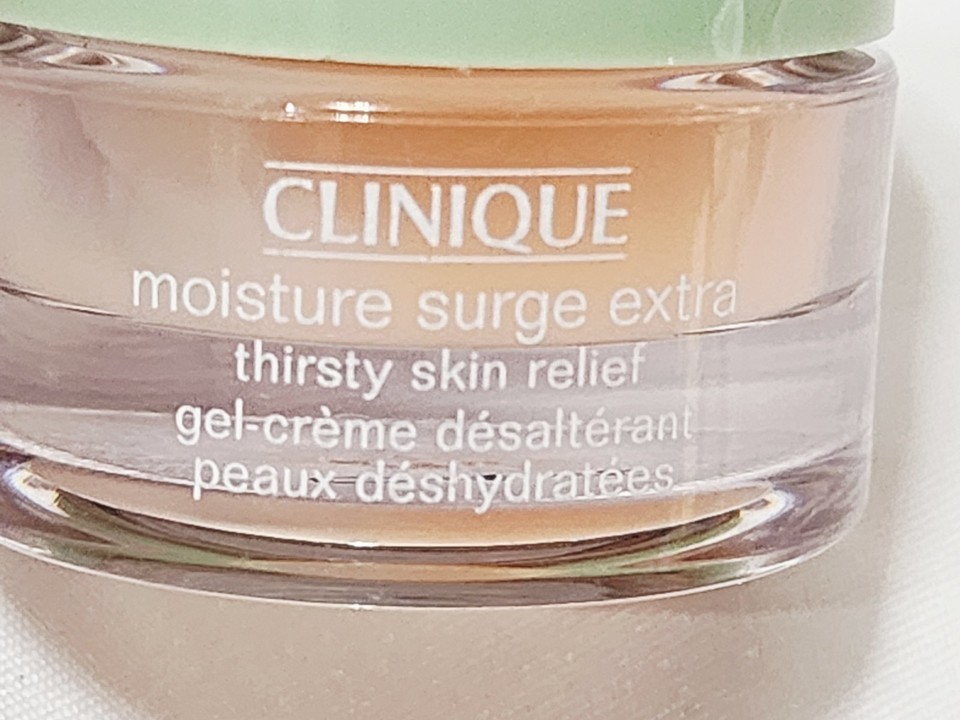 CLINIQUE
moisture surge extra
thirsty skin relief
gel-crème désaltérant
peaux déshydratées